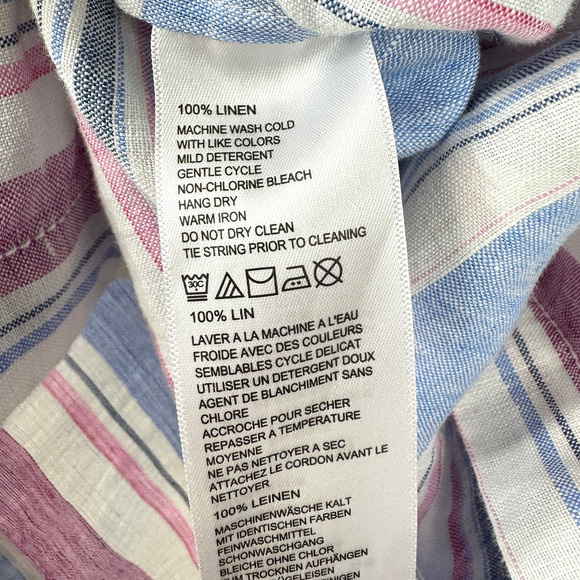 100% LINEN
MACHINE WASH COLD
WITH LIKE COLORS
MILD DETERGENT
GENTLE CYCLE
NON-CHLORINE BLEACH
HANG DRY
WARM IRON
DO NOT DRY CLEAN
TIE STRING PRIOR TO CLEANING
30C
100% LIN
LAVER A LA MACHINE A L'EAU
FROIDE AVEC DES COULEURS
SEMBLABLES CYCLE DELICAT
UTILISER UN DETERGENT DOUX
AGENT DE BLANCHIMENT SANS
CHLORE
ACCROCHE POUR SECHER
REPASSER A TEMPERATURE
MOYENNE
NE PAS NETTOYER A SEC
ATTACHEZ LE CORDON AVANT LE
NETTOYER
100% LEINEN
MASCHINENWÄSCHE KALT
MIT IDENTISCHEN FARBEN
FEINWASCHMITTEL
SCHONWASCHGANG
BLEICHE OHNE CHLOR
ZUM TROCKNEN AUFHÄNGEN